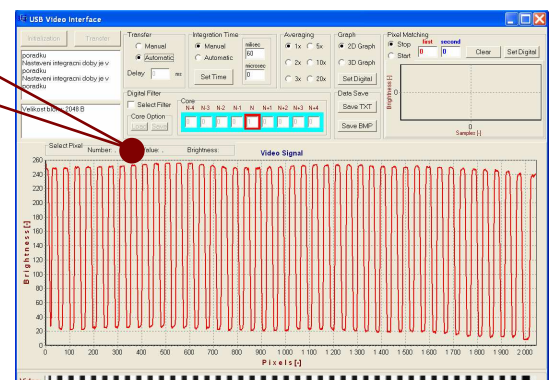 USB Video Interface
Initialization Transfer
poradku
Nastaveni integracni doby je v
poradku
Nastaveni integracni doby je v
poradku
Velikost bloku: 2048 B
Transfer
Manual
Automatic
Delay ms
Integration Time
Manual
Automatic
milisec
60
microsec
0
Set Time
Averaging
1x 5x
2x 10x
3x 20x
Graph
2D Graph
3D Graph
Set Digital
Pixel Matching
Stop
Start
first second
0 0
Clear Set Digital
Brightness [-]
0
0
Samples [-]
Digital Filter
Select Filter
Core Option
Load Save
Core
N-4 N-3 N-2 N-1 N N+1 N+2 N+3 N+4
0 0 0 0 0 0 0 0 0
Data Save
Save TXT
Save BMP
Select Pixel
Number: .. Value: .. Brightness:
Video Signal
Brightness [-]
260
240
220
200
180
160
140
120
100
80
60
40
20
0
0 100 200 300 400 500 600 700 800 900 1 000 1 100 1 200 1 300 1 400 1 500 1 600 1 700 1 800 1 900 2 000
Pixels [-]